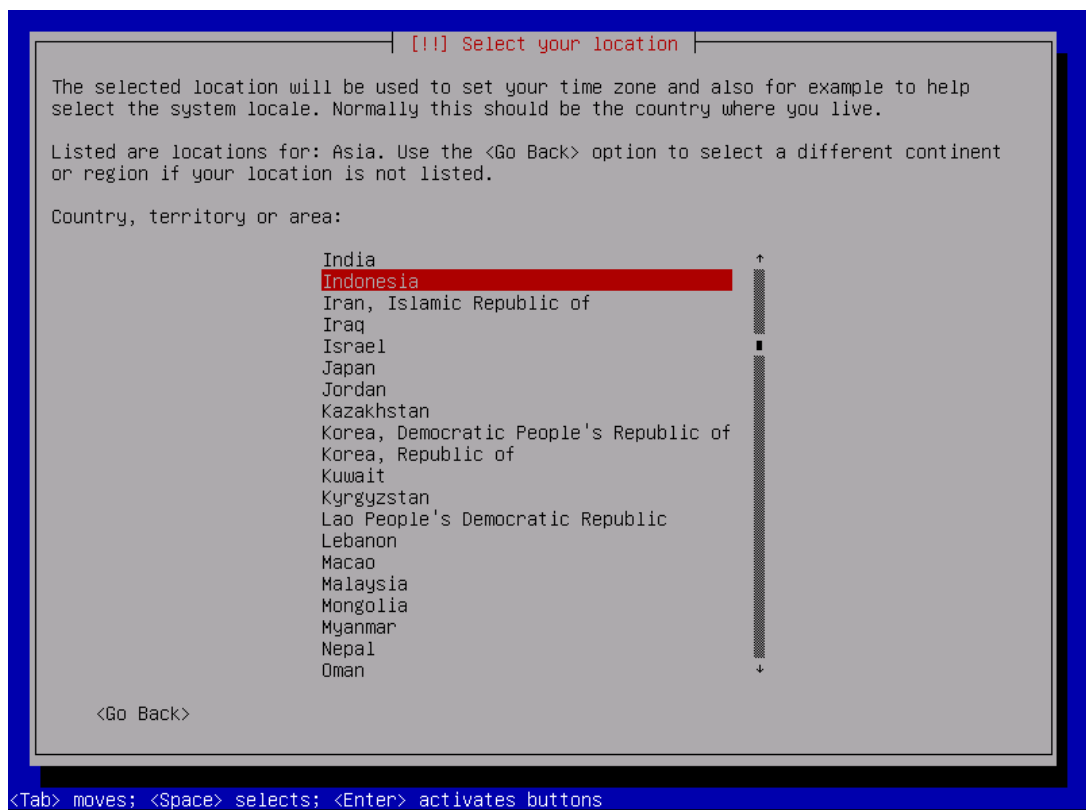 [!!] Select your location
The selected location will be used to set your time zone and also for example to help
select the system locale. Normally this should be the country where you live.
Listed are locations for: Asia. Use the <Go Back> option to select a different continent
or region if your location is not listed.
Country, territory or area:
India
Indonesia
Iran, Islamic Republic of
Iraq
Israel
Japan
Jordan
Kazakhstan
Korea, Democratic People's Republic of
Korea, Republic of
Kuwait
Kyrgyzstan
Lao People's Democratic Republic
Lebanon
Macao
Malaysia
Mongolia
Myanmar
Nepal
Oman
<Go Back>
<Tab> moves; <Space> selects; <Enter> activates buttons